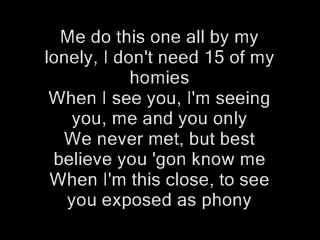 Me do this one all by my
lonely, I don't need 15 of my
homies
When I see you, I'm seeing
you, me and you only
We never met, but best
believe you 'gon know me
When I'm this close, to see
you exposed as phony